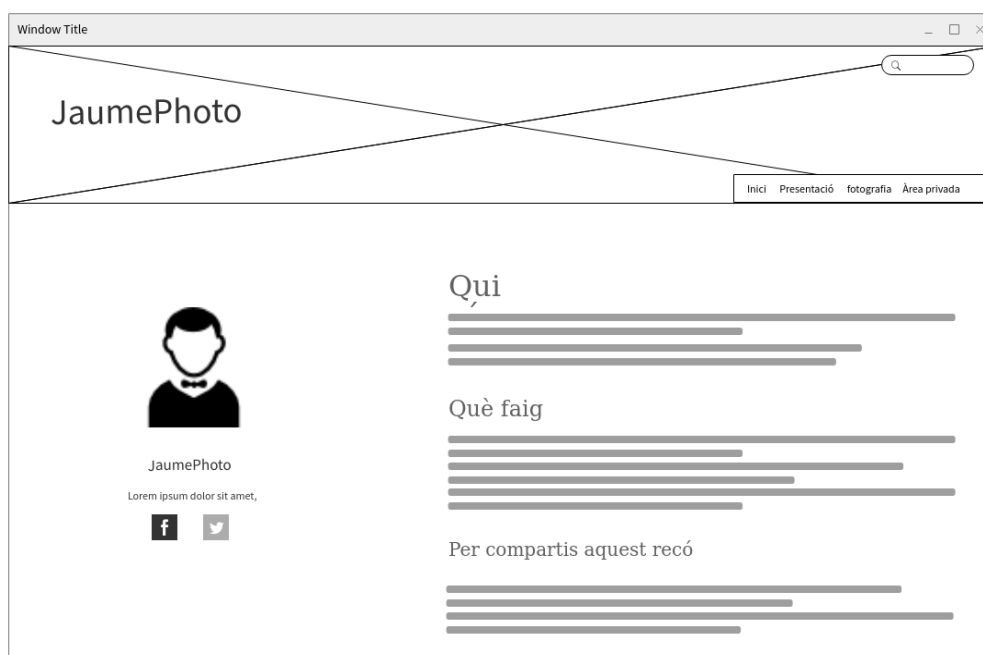 Window Title
JaumePhoto
Inici Presentació fotografia Àrea privada
Qui
Què faig
JaumePhoto
Lorem ipsum dolor sit amet,
f
Per compartis aquest recó